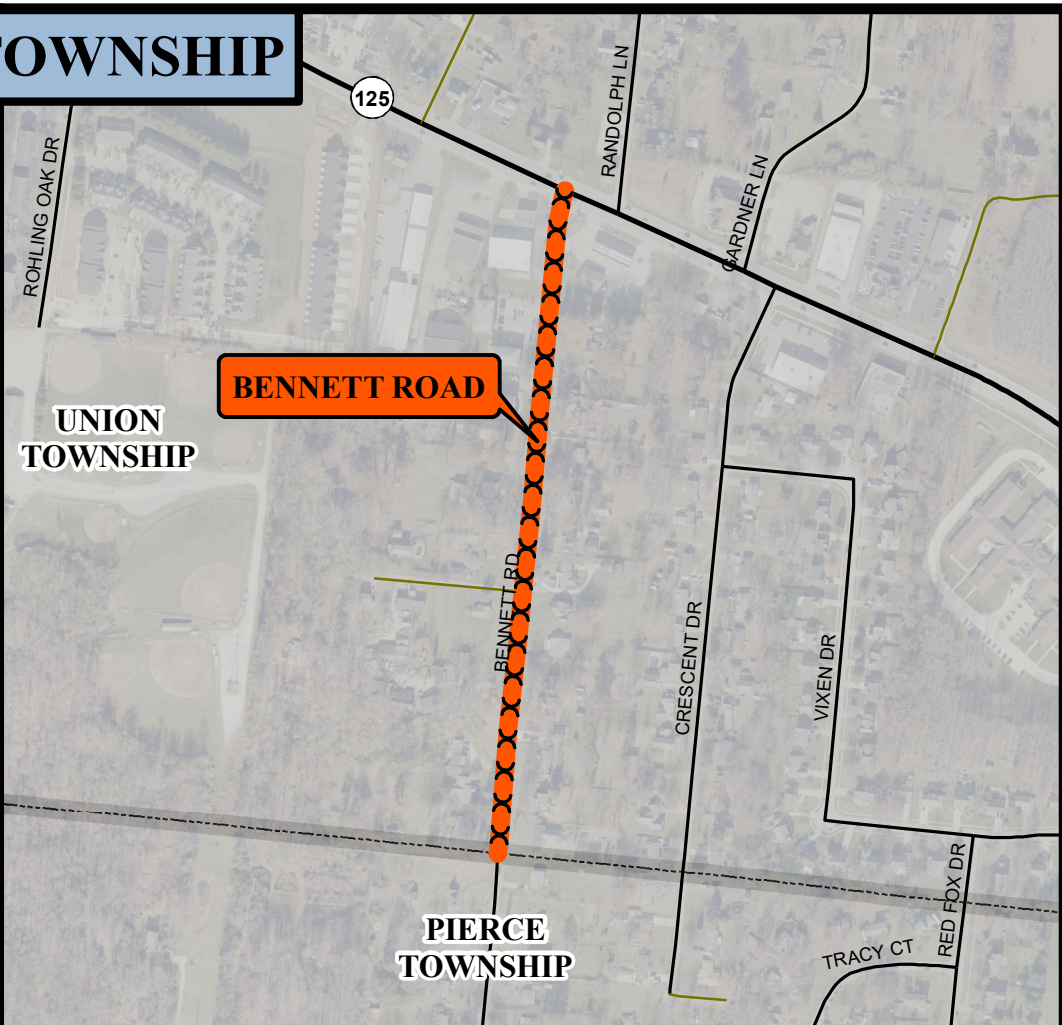 TOWNSHIP
125
RANDOLPH LN
GARDNER LN
ROHLING OAK DR
BENNETT ROAD
UNION
TOWNSHIP
BENNETT RD
CRESCENT DR
VIXEN DR
RED FOX DR
PIERCE
TOWNSHIP
TRACY CT